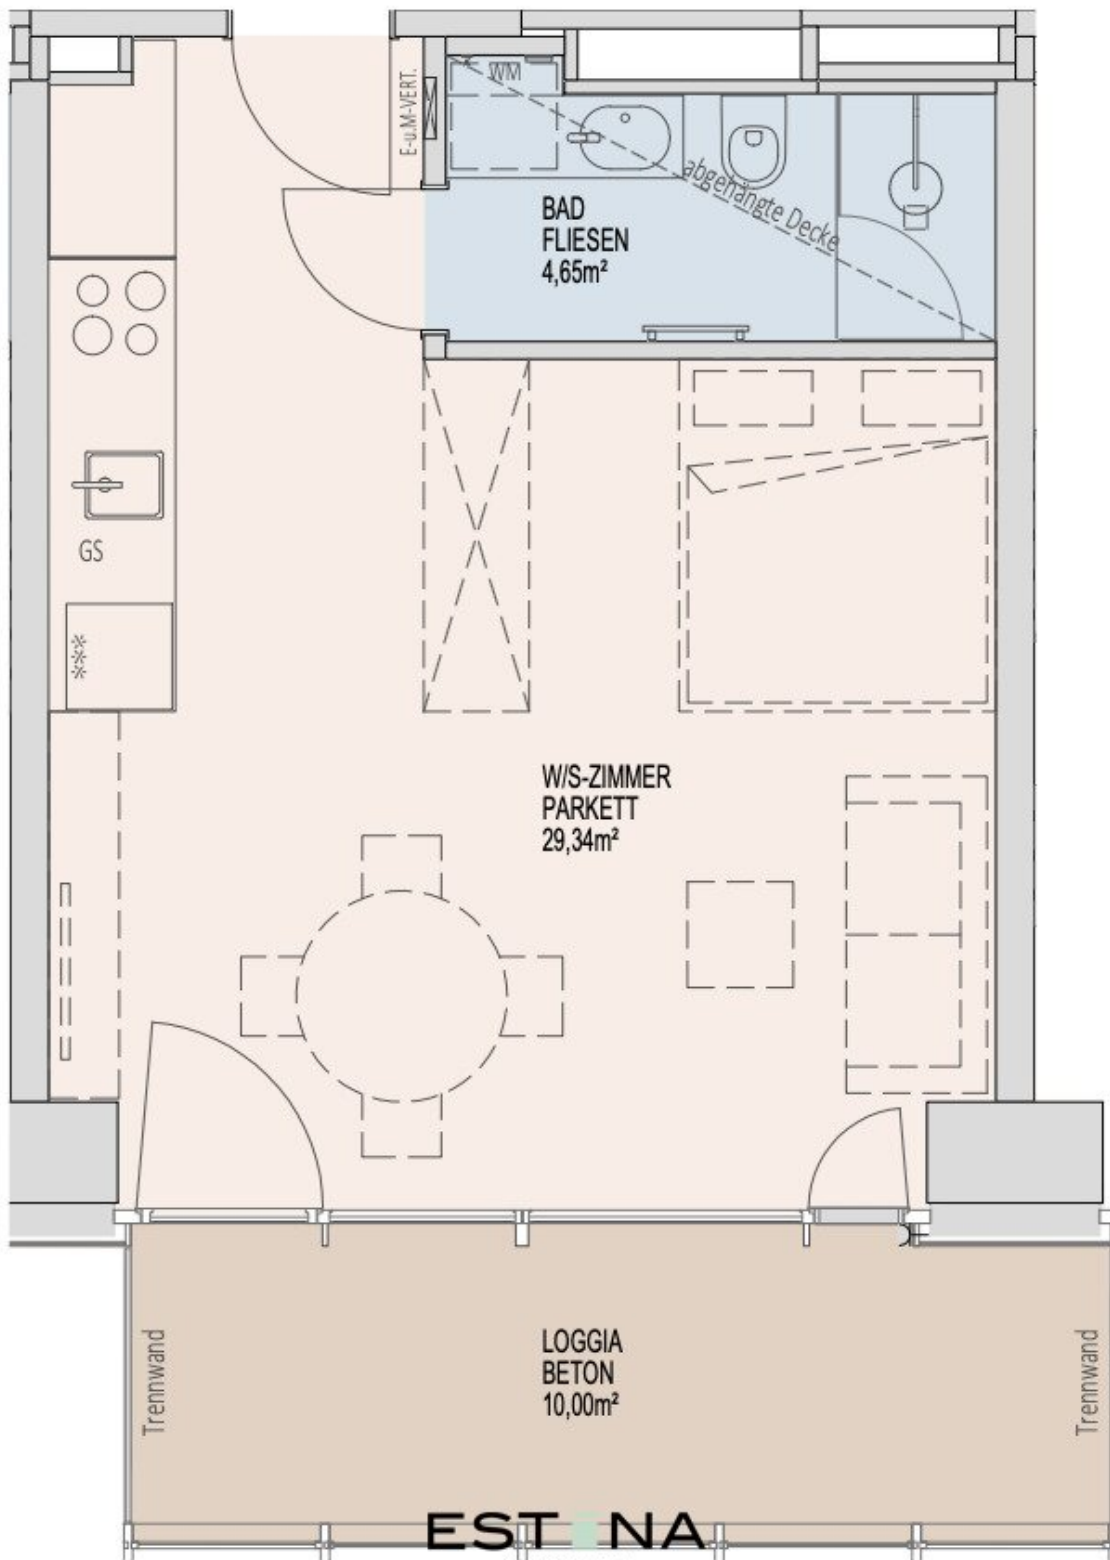 WM
E-u.M-VERT.
abgehängte Decke
BAD
FLIESEN
4,65m²
GS
W/S-ZIMMER
PARKETT
29,34m²
Trennwand
LOGGIA
BETON
10,00m²
Trennwand
ESTINA